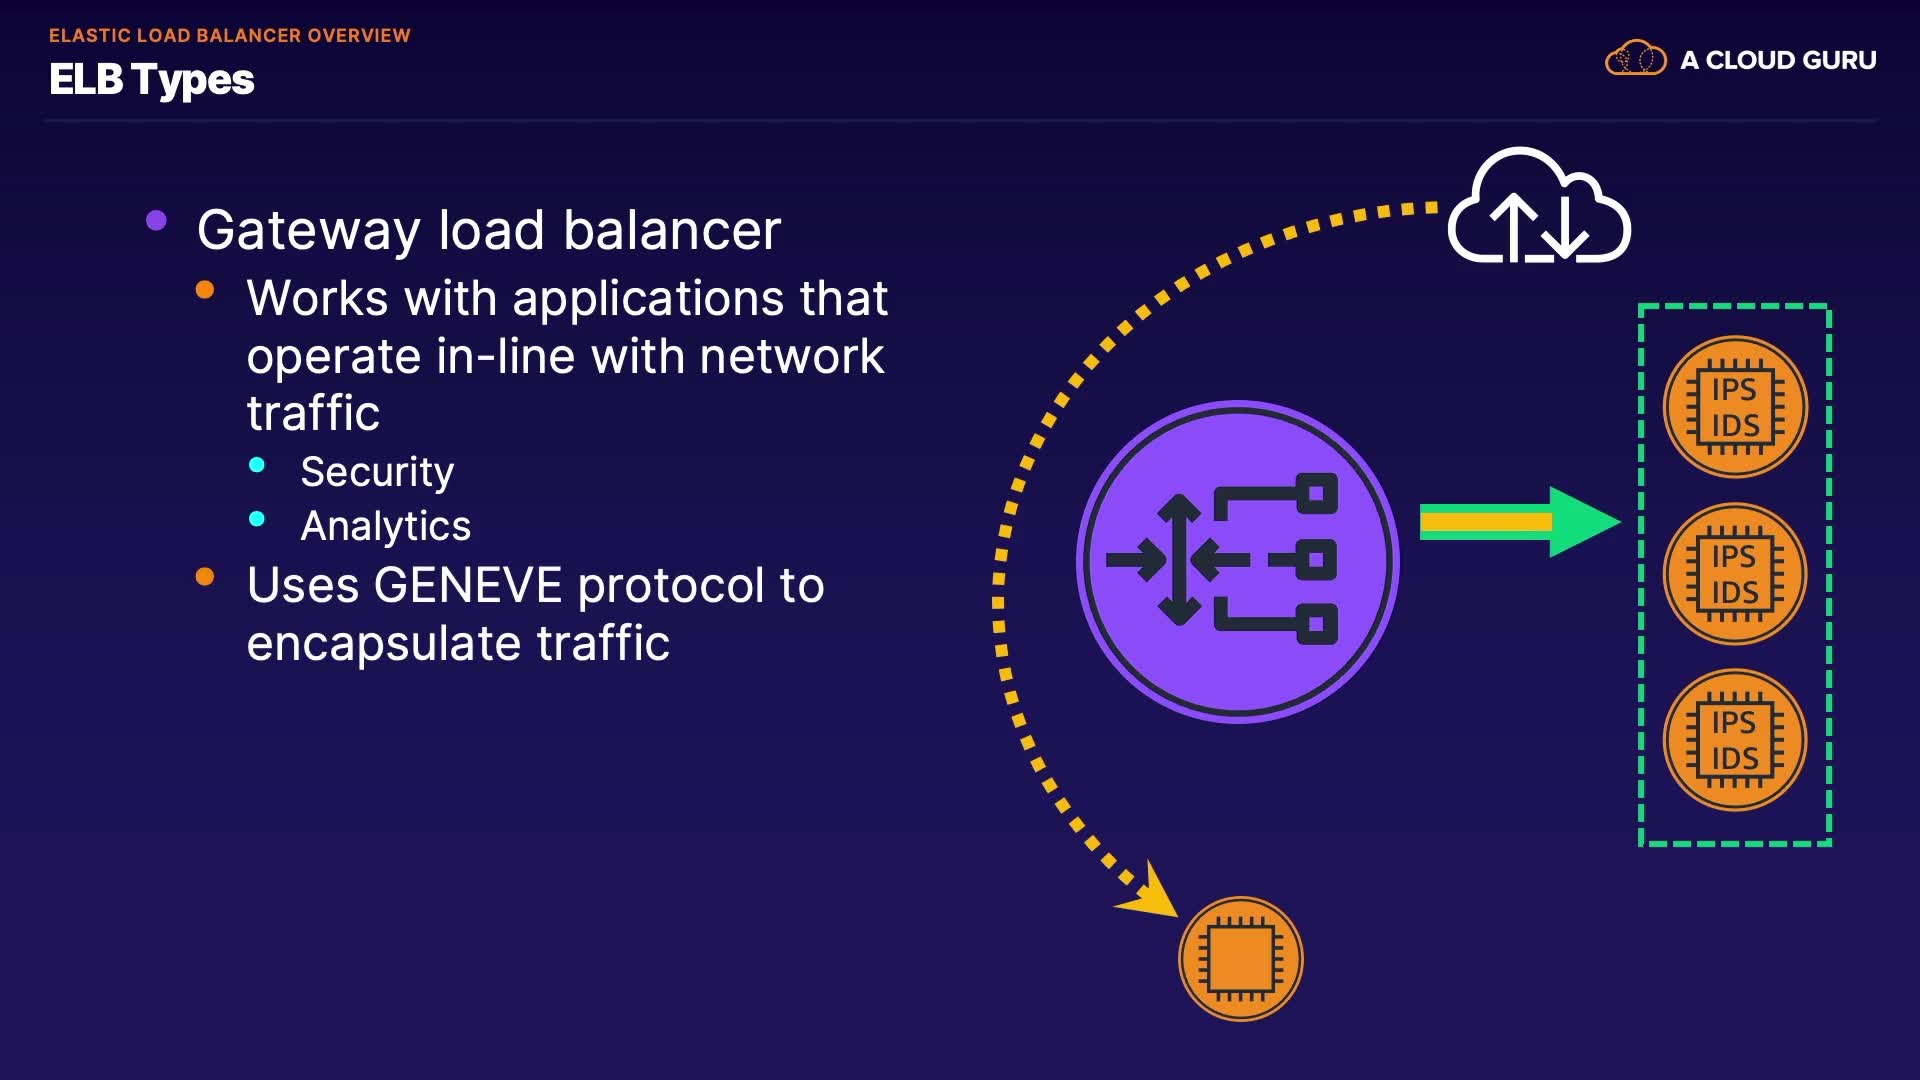 ELASTIC LOAD BALANCER OVERVIEW
ELB Types
A CLOUD GURU
Gateway load balancer
Works with applications that
operate in-line with network
traffic
Security
Analytics
Uses GENEVE protocol to
encapsulate traffic
IPS
IDS
IPS
IDS
IPS
IDS